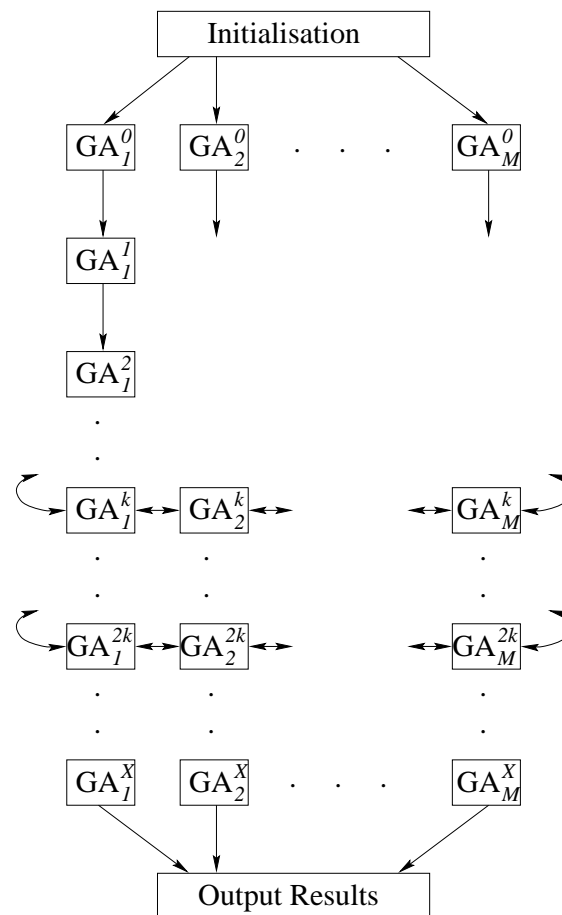 Initialisation
GA_1^0 GA_2^0 . . . GA_M^0
GA_1^1
GA_1^2
.
.
GA_1^k GA_2^k GA_M^k
. . .
. . .
GA_1^{2k} GA_2^{2k} GA_M^{2k}
. . .
. . .
GA_1^X GA_2^X . . . GA_M^X
Output Results